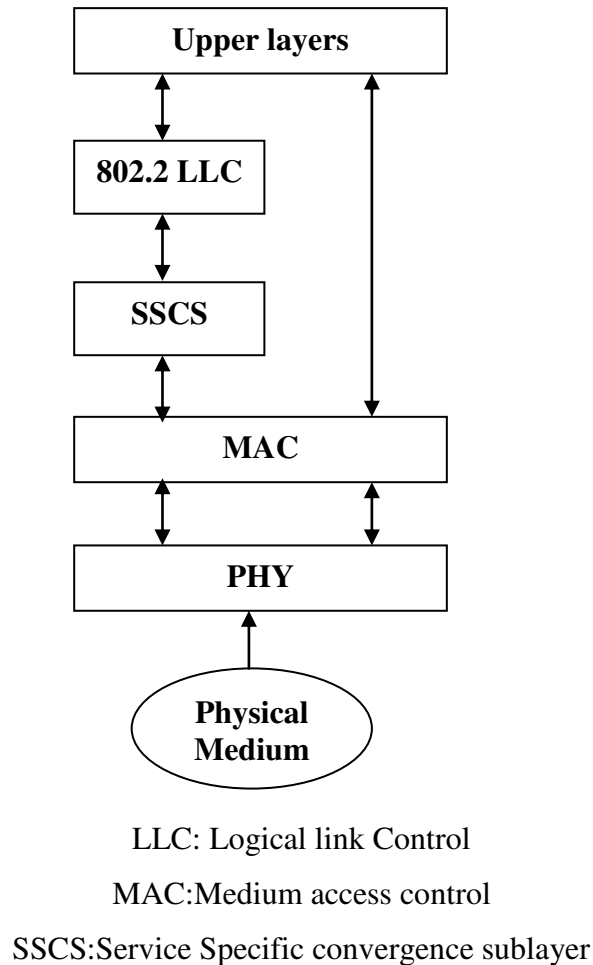 Upper layers
802.2 LLC
SSCS
MAC
PHY
Physical
Medium
LLC: Logical link Control
MAC:Medium access control
SSCS:Service Specific convergence sublayer